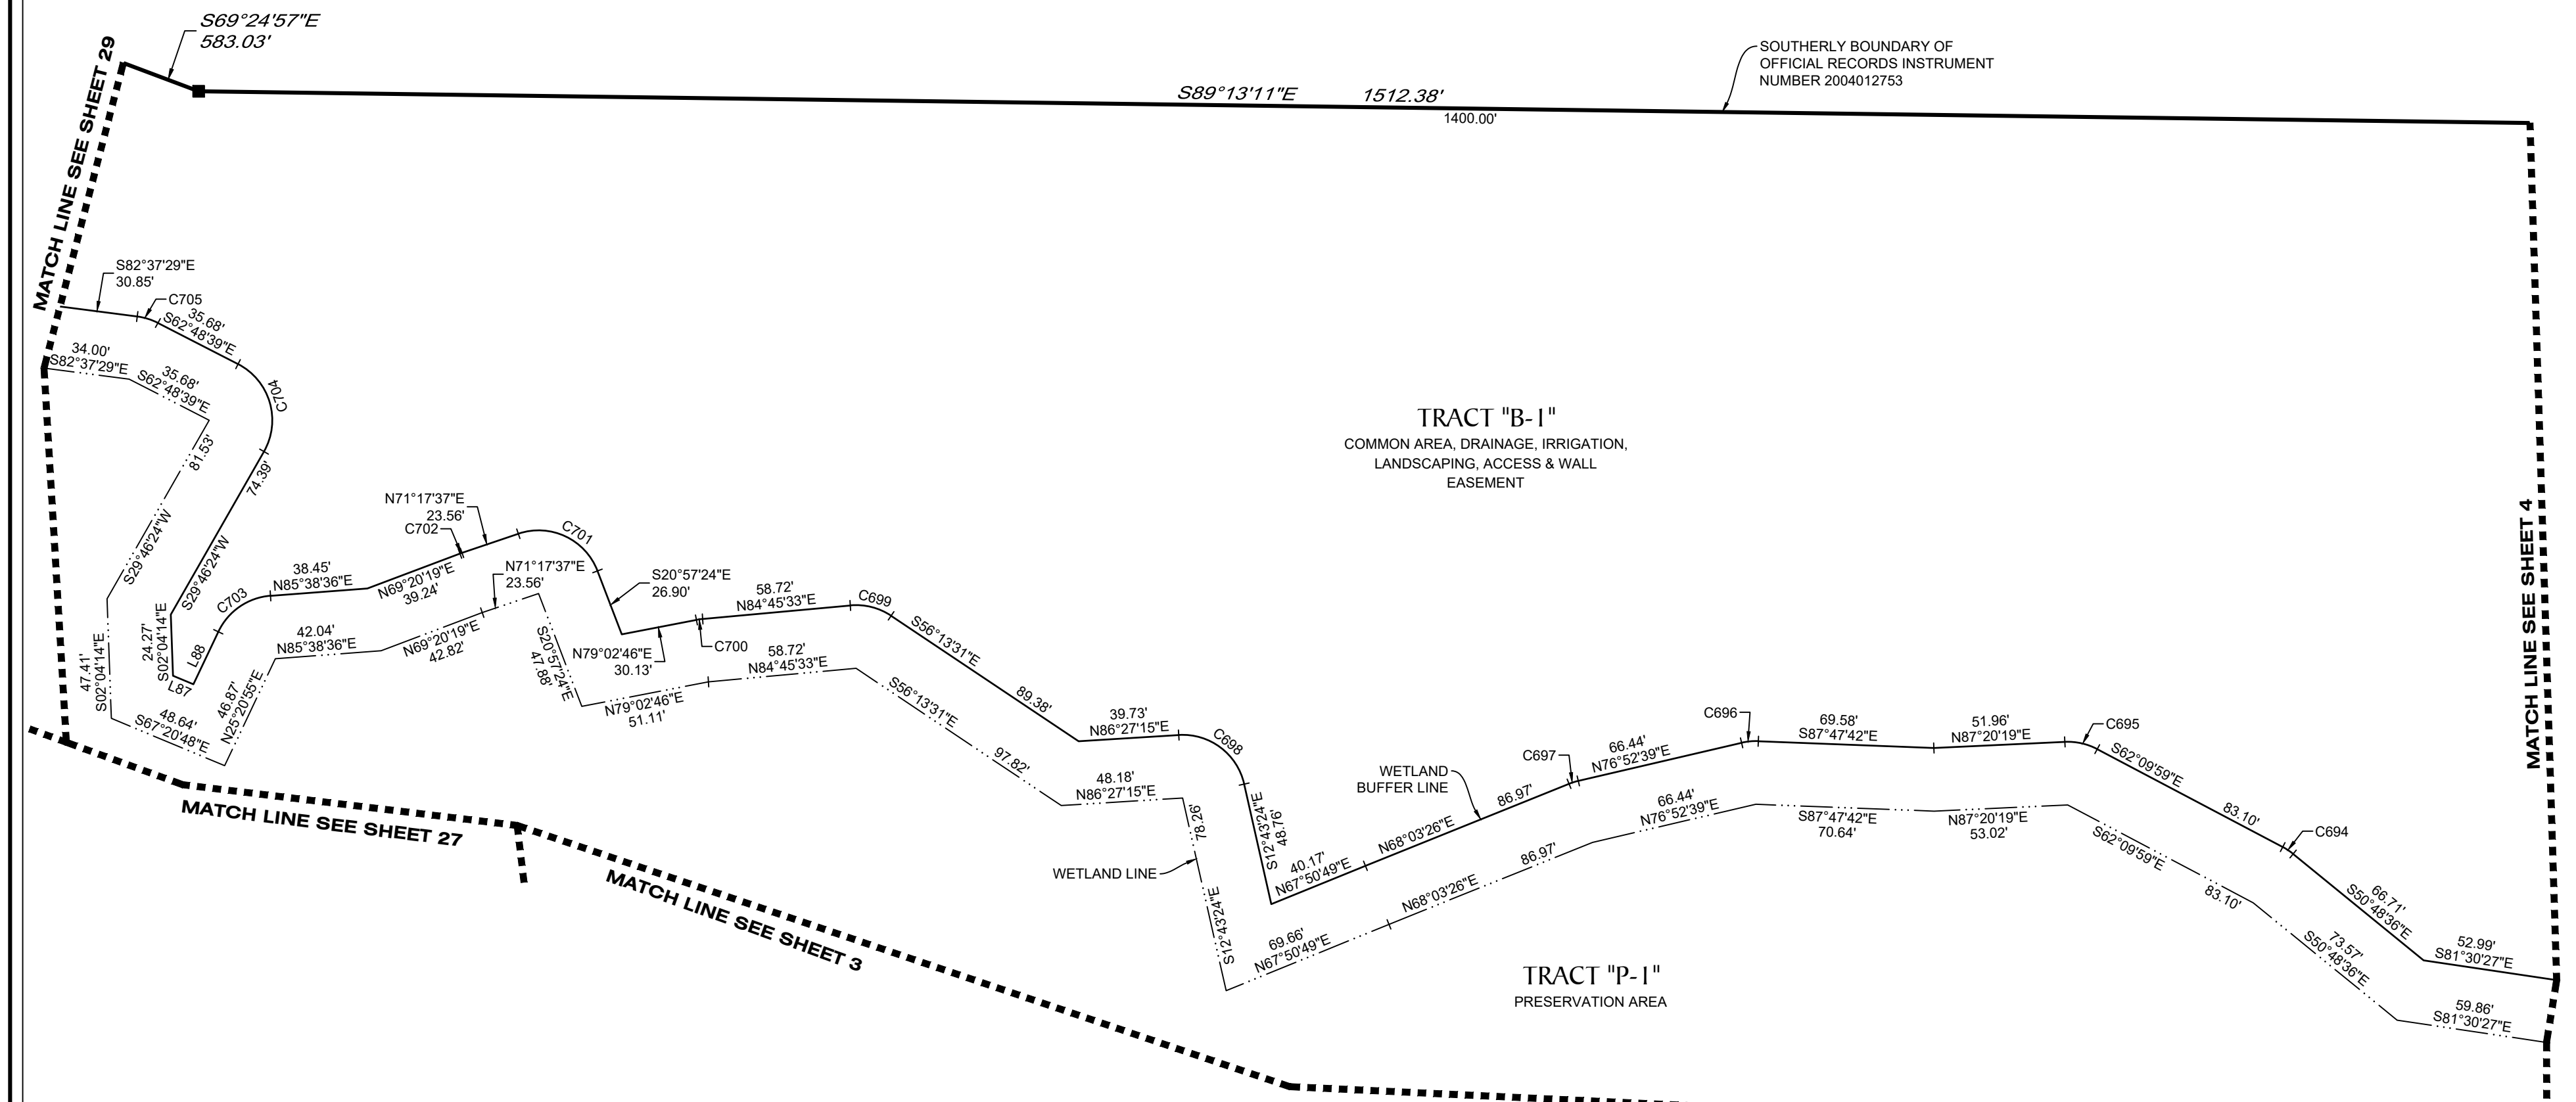 S69°24'57"E
583.03'
MATCH LINE SEE SHEET 29
S89°13'11"E 1512.38'
1400.00'
SOUTHERLY BOUNDARY OF
OFFICIAL RECORDS INSTRUMENT
NUMBER 2004012753
S82°37'29"E
30.85'
C705
35.68'
S62°48'39"E
C704
34.00'
S82°37'29"E
35.68'
S62°48'39"E
81.53'
S29°46'24"W
74.39'
S29°46'24"W
24.27'
S02°04'14"E
47.41'
S02°04'14"E
L87
L88
C703
48.64'
S67°20'48"E
46.87'
N25°20'55"E
38.45'
N85°38'36"E
42.04'
N85°38'36"E
N69°20'19"E
39.24'
N69°20'19"E
42.82'
N71°17'37"E
23.56'
C702
N71°17'37"E
23.56'
C701
S20°57'24"E
26.90'
S20°57'24"E
47.88'
N79°02'46"E
30.13'
N79°02'46"E
51.11'
C700
58.72'
N84°45'33"E
58.72'
N84°45'33"E
C699
S56°13'31"E
89.38'
S56°13'31"E
97.82'
39.73'
N86°27'15"E
48.18'
N86°27'15"E
C698
S12°43'24"E
48.76'
78.26'
S12°43'24"E
WETLAND LINE
40.17'
N67°50'49"E
69.66'
N67°50'49"E
WETLAND
BUFFER LINE
N68°03'26"E
86.97'
N68°03'26"E
86.97'
C697
66.44'
N76°52'39"E
66.44'
N76°52'39"E
C696
69.58'
S87°47'42"E
S87°47'42"E
70.64'
51.96'
N87°20'19"E
N87°20'19"E
53.02'
C695
S62°09'59"E
83.10'
S62°09'59"E
83.10'
C694
66.71'
S50°48'36"E
73.57'
S50°48'36"E
52.99'
S81°30'27"E
59.86'
S81°30'27"E
TRACT "B-1"
COMMON AREA, DRAINAGE, IRRIGATION,
LANDSCAPING, ACCESS & WALL
EASEMENT
TRACT "P-1"
PRESERVATION AREA
MATCH LINE SEE SHEET 4
MATCH LINE SEE SHEET 27
MATCH LINE SEE SHEET 3